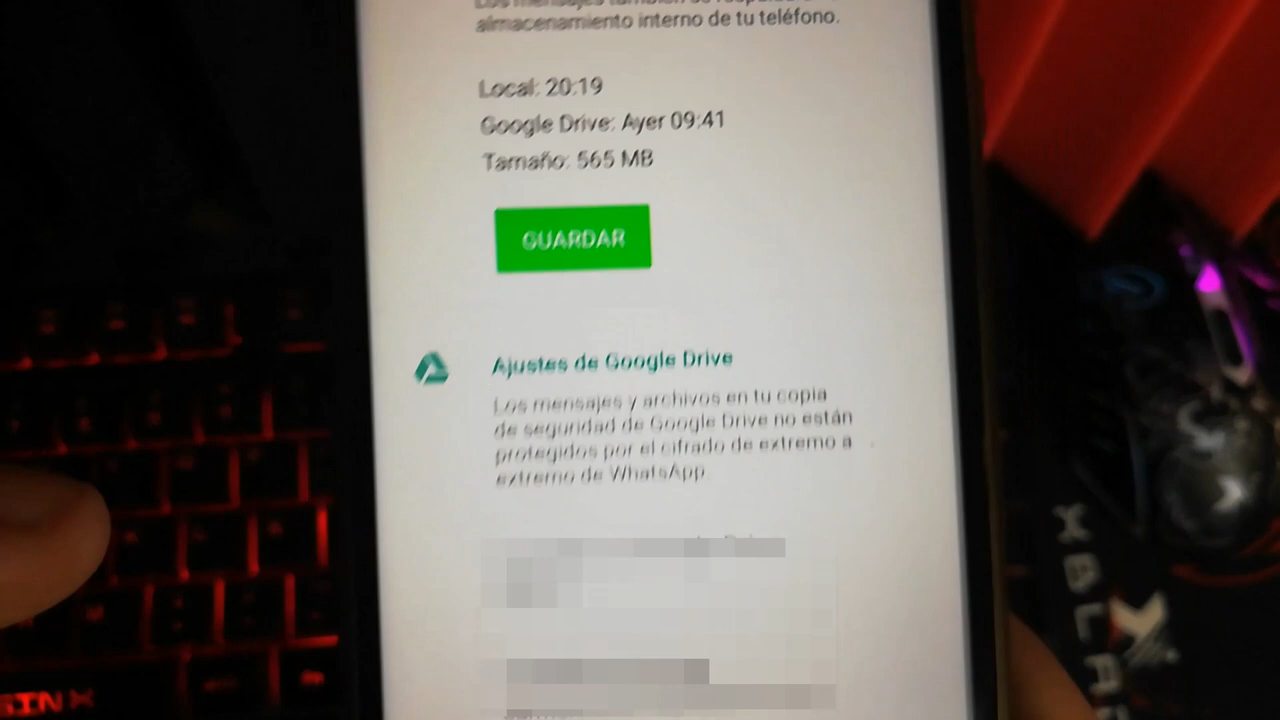 almacenamiento interno de tu teléfono.
Local: 20:19
Google Drive: Ayer 09:41
Tamaño: 565 MB
GUARDAR
Ajustes de Google Drive
Los mensajes y archivos en tu copia
de seguridad de Google Drive no están
protegidos por el cifrado de extremo a
extremo de WhatsApp